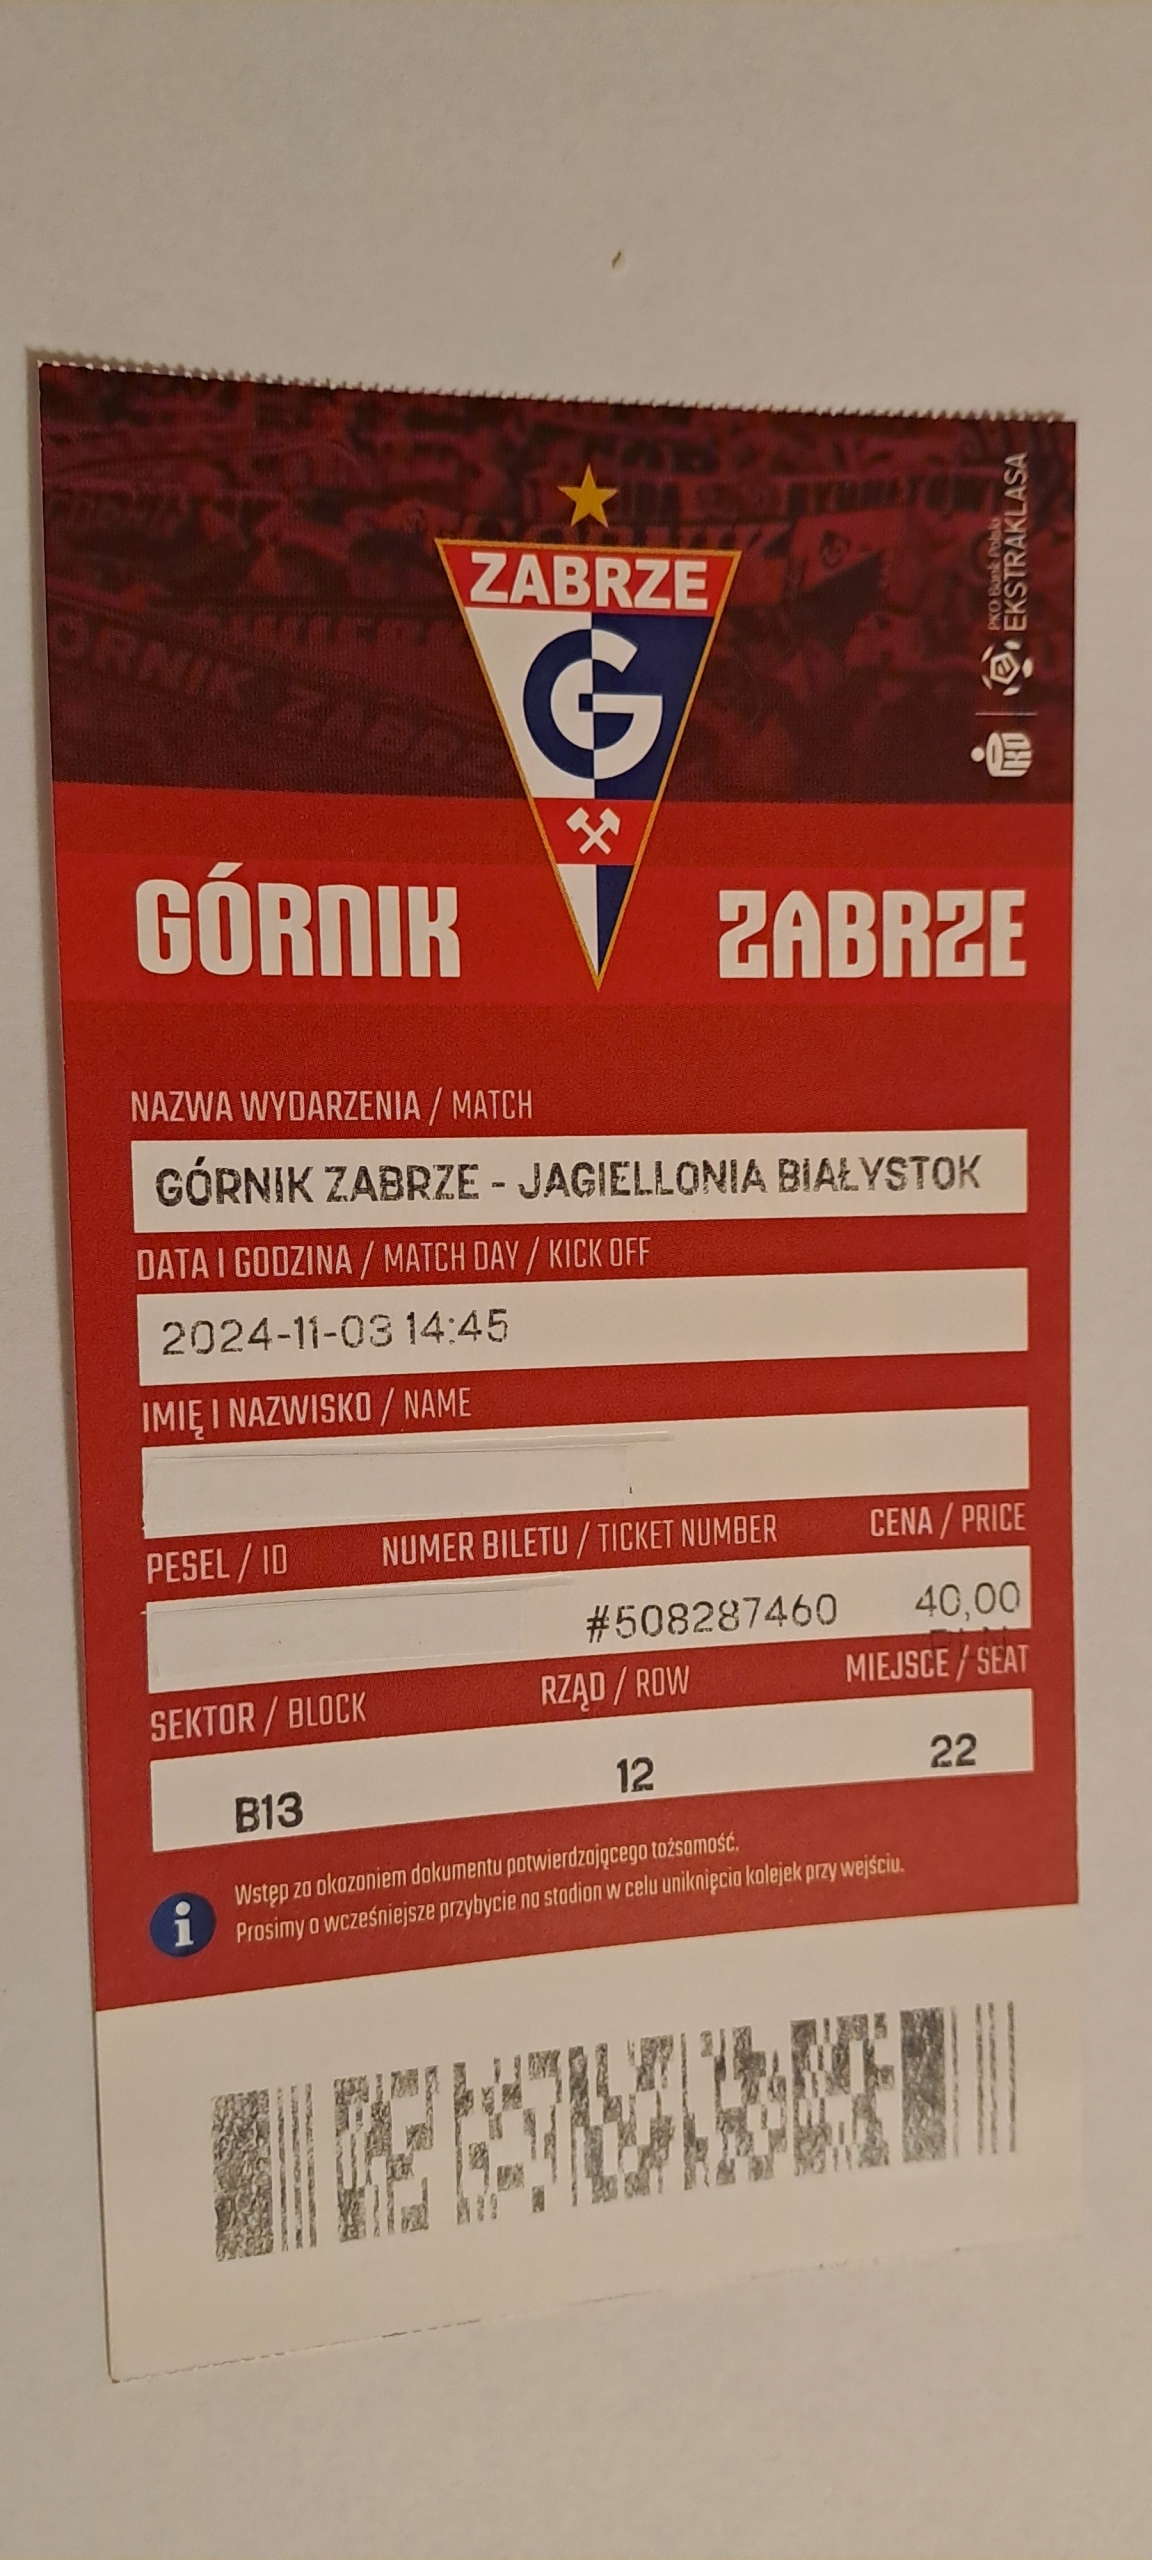 PKO Bank Polski
EKSTRAKLASA
ZABRZE
G
GÓRNIK ZABRZE
NAZWA WYDARZENIA / MATCH
GÓRNIK ZABRZE - JAGIELLONIA BIAŁYSTOK
DATA I GODZINA / MATCH DAY / KICK OFF
2024-11-03 14:45
IMIĘ I NAZWISKO / NAME
PESEL / ID NUMER BILETU / TICKET NUMBER CENA / PRICE
#508287460 40,00
PLN
SEKTOR / BLOCK RZĄD / ROW MIEJSCE / SEAT
B13 12 22
Wstęp za okazaniem dokumentu potwierdzającego tożsamość.
Prosimy o wcześniejsze przybycie na stadion w celu uniknięcia kolejek przy wejściu.